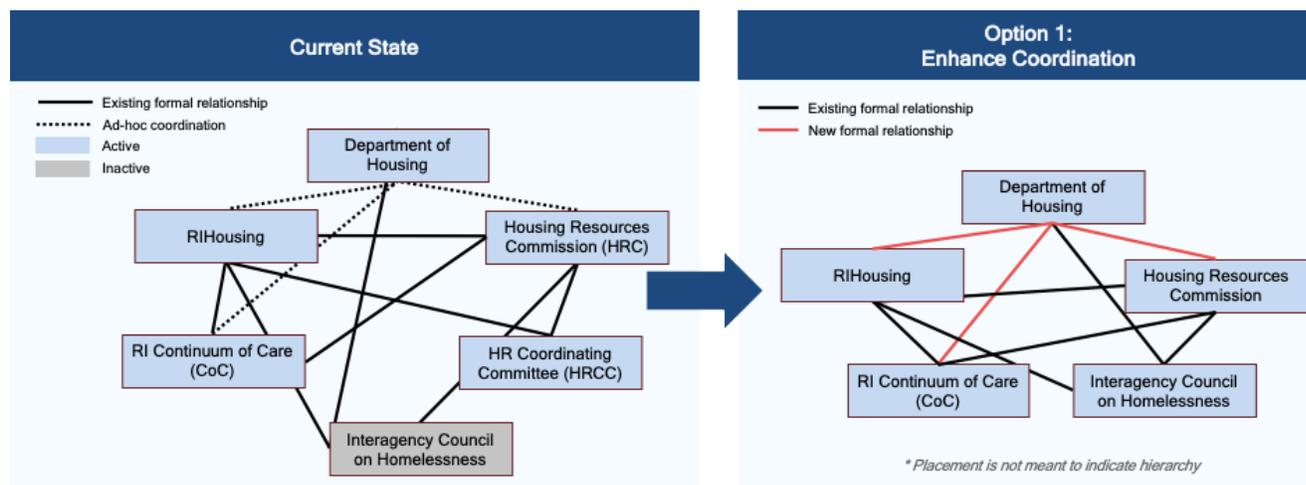 Current State
Existing formal relationship
Ad-hoc coordination
Active
Inactive
Department of
Housing
RIHousing
Housing Resources
Commission (HRC)
RI Continuum of Care
(CoC)
HR Coordinating
Committee (HRCC)
Interagency Council
on Homelessness
Option 1:
Enhance Coordination
Existing formal relationship
New formal relationship
Department of
Housing
RIHousing
Housing Resources
Commission
RI Continuum of Care
(CoC)
Interagency Council
on Homelessness
* Placement is not meant to indicate hierarchy